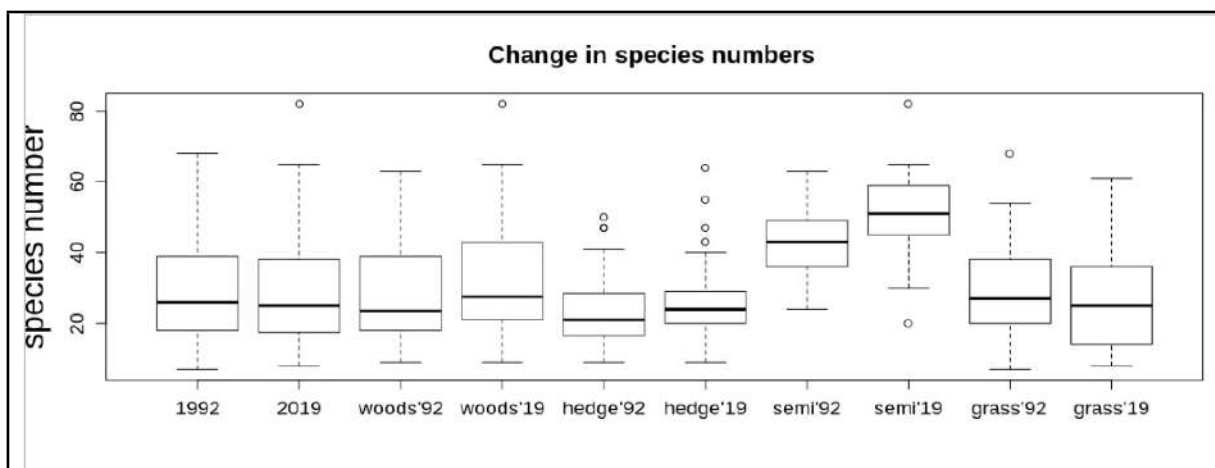 Change in species numbers
species number
80
60
40
20
1992 2019 woods'92 woods'19 hedge'92 hedge'19 semi'92 semi'19 grass'92 grass'19